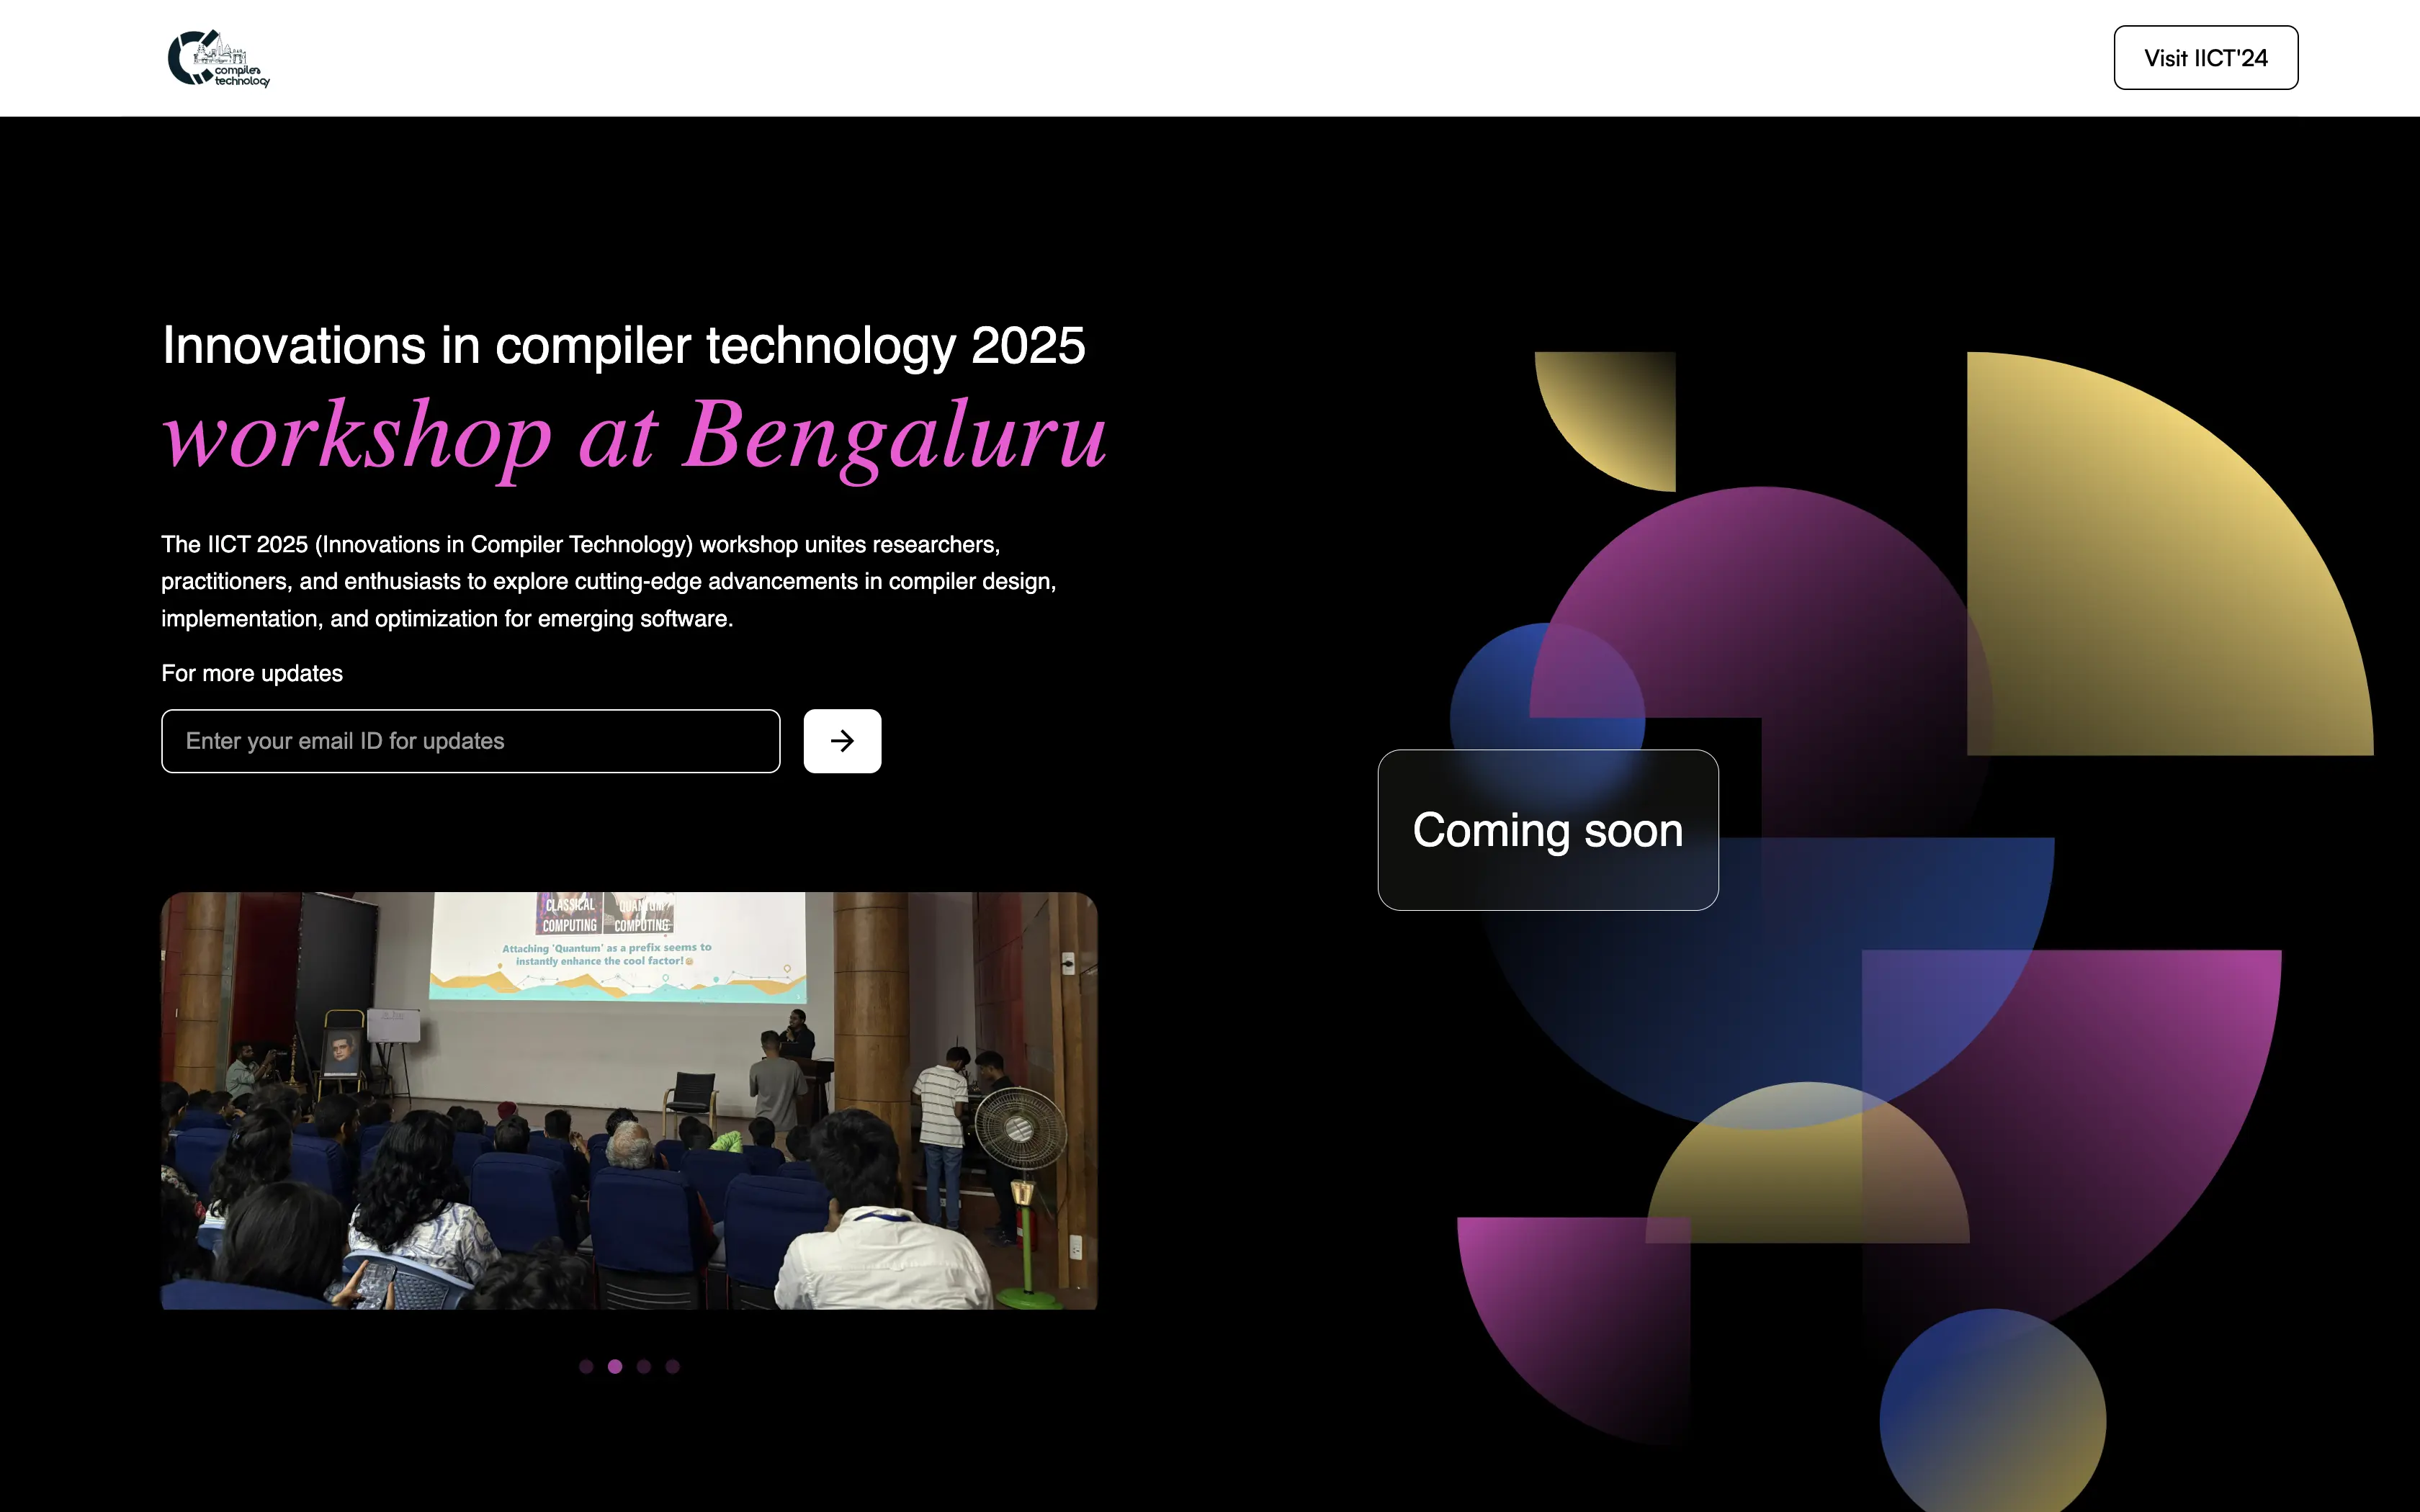 compiler
technology
Visit IICT'24
Innovations in compiler technology 2025
workshop at Bengaluru
The IICT 2025 (Innovations in Compiler Technology) workshop unites researchers,
practitioners, and enthusiasts to explore cutting-edge advancements in compiler design,
implementation, and optimization for emerging software.
For more updates
Enter your email ID for updates
Coming soon
CLASSICAL COMPUTING
QUANTUM COMPUTING
Attaching 'Quantum' as a prefix seems to
instantly enhance the cool factor!